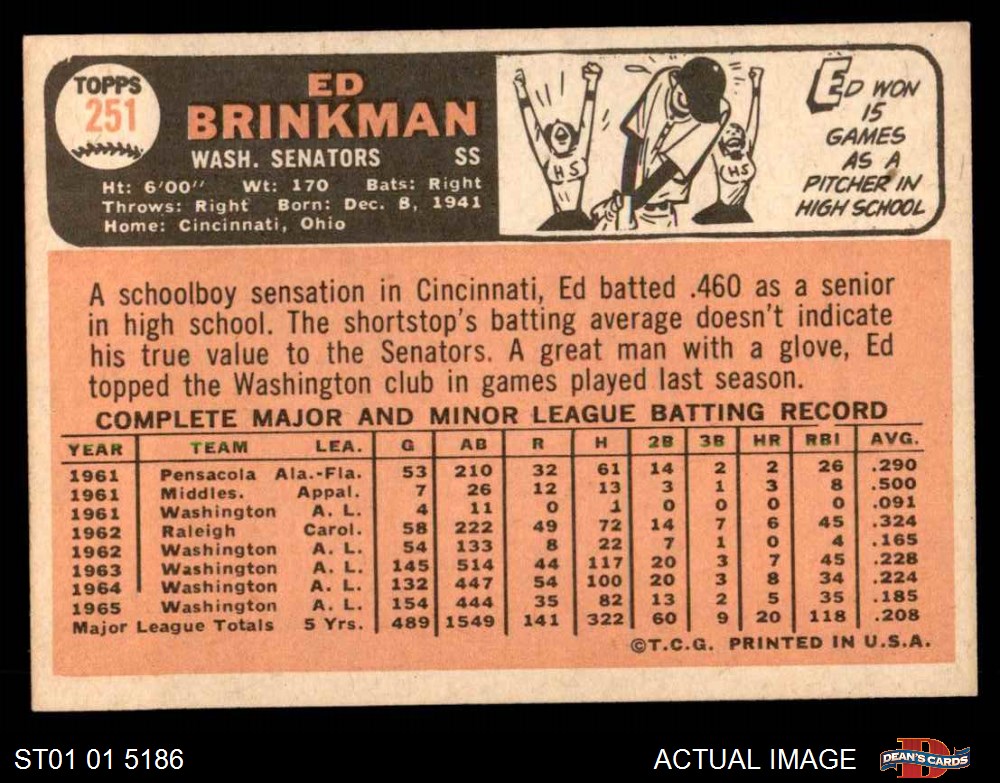 TOPPS
251
ED
BRINKMAN
WASH. SENATORS SS
Ht: 6'00" Wt: 170 Bats: Right
Throws: Right Born: Dec. 8, 1941
Home: Cincinnati, Ohio
HS
HS
ED WON
15
GAMES
AS A
PITCHER IN
HIGH SCHOOL
A schoolboy sensation in Cincinnati, Ed batted .460 as a senior
in high school. The shortstop's batting average doesn't indicate
his true value to the Senators. A great man with a glove, Ed
topped the Washington club in games played last season.
COMPLETE MAJOR AND MINOR LEAGUE BATTING RECORD
YEAR TEAM LEA. G AB R H 2B 3B HR RBI AVG.
1961 Pensacola Ala.-Fla. 53 210 32 61 14 2 2 26 .290
1961 Middles. Appal. 7 26 12 13 3 1 3 8 .500
1961 Washington A. L. 4 11 0 1 0 0 0 0 .091
1962 Raleigh Carol. 58 222 49 72 14 7 6 45 .324
1962 Washington A. L. 54 133 8 22 7 1 0 4 .165
1963 Washington A. L. 145 514 44 117 20 3 7 45 .228
1964 Washington A. L. 132 447 54 100 20 3 8 34 .224
1965 Washington A. L. 154 444 35 82 13 2 5 35 .185
Major League Totals 5 Yrs. 489 1549 141 322 60 9 20 118 .208
©T.C.G. PRINTED IN U.S.A.
ST01 01 5186 ACTUAL IMAGE D DEAN'S CARDS